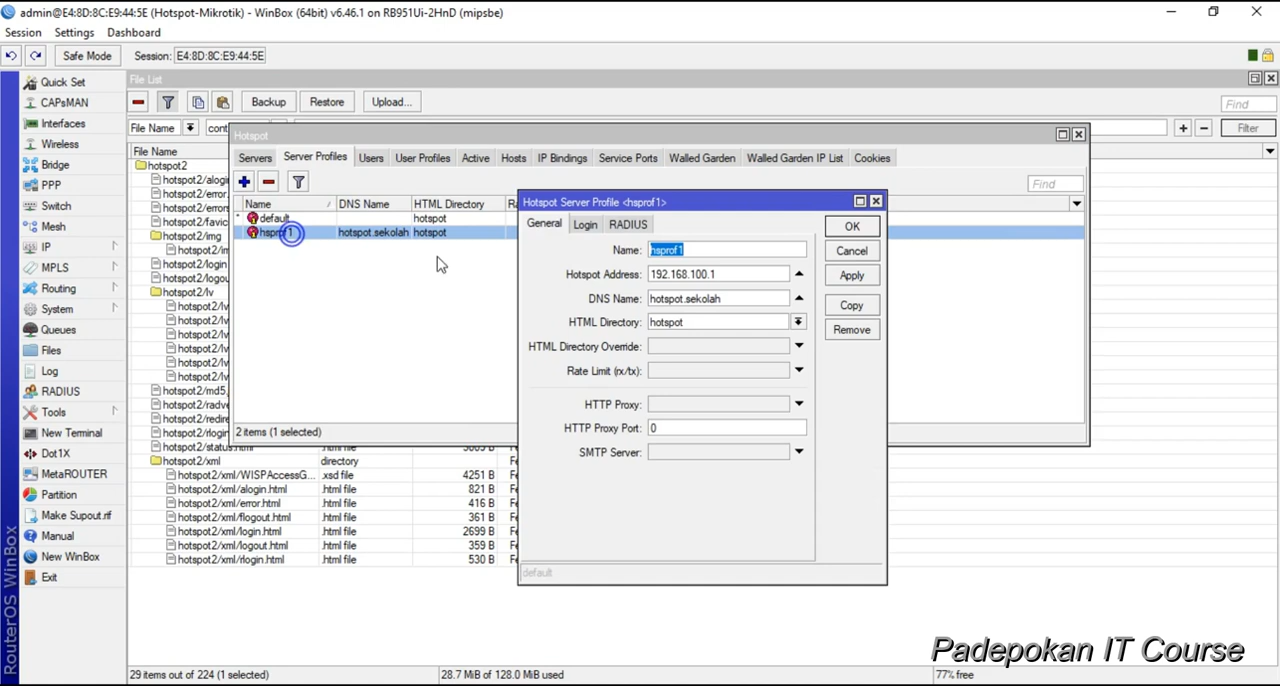 admin@E4:8D:8C:E9:44:5E (Hotspot-Mikrotik) - WinBox (64bit) v6.46.1 on RB951Ui-2HnD (mipsbe)
Session Settings Dashboard
Safe Mode Session: E4:8D:8C:E9:44:5E
Quick Set
CAPsMAN
Interfaces
Wireless
Bridge
PPP
Switch
Mesh
IP
MPLS
Routing
System
Queues
Files
Log
RADIUS
Tools
New Terminal
Dot1X
MetaROUTER
Partition
Make Supout.rif
Manual
New WinBox
Exit
RouterOS WinBox
File List
Backup Restore Upload... Find
File Name Filter
File Name
hotspot2
hotspot2/img
hotspot2/lv
hotspot2/xml directory
hotspot2/xml/WISPAccessG... .xsd file 4251 B
hotspot2/xml/alogin.html .html file 821 B
hotspot2/xml/error.html .html file 416 B
hotspot2/xml/flogout.html .html file 361 B
hotspot2/xml/login.html .html file 2699 B
hotspot2/xml/logout.html .html file 359 B
hotspot2/xml/rlogin.html .html file 530 B
29 items out of 224 (1 selected) 28.7 MiB of 128.0 MiB used 77% free
Hotspot
Servers Server Profiles Users User Profiles Active Hosts IP Bindings Service Ports Walled Garden Walled Garden IP List Cookies
Find
Name DNS Name HTML Directory
* default hotspot
hsprof1 hotspot.sekolah hotspot
2 items (1 selected)
Hotspot Server Profile <hsprof1>
General Login RADIUS
Name: hsprof1
Hotspot Address: 192.168.100.1
DNS Name: hotspot.sekolah
HTML Directory: hotspot
HTML Directory Override:
Rate Limit (rx/tx):
HTTP Proxy:
HTTP Proxy Port: 0
SMTP Server:
OK
Cancel
Apply
Copy
Remove
default
Padepokan IT Course